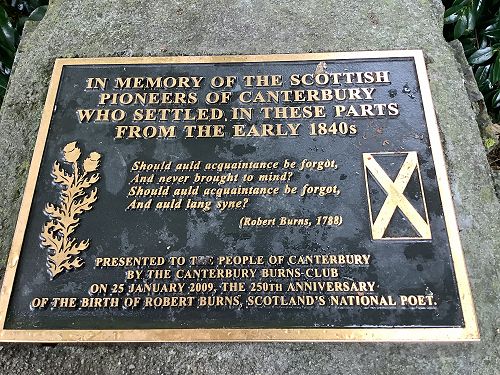 IN MEMORY OF THE SCOTTISH
PIONEERS OF CANTERBURY
WHO SETTLED IN THESE PARTS
FROM THE EARLY 1840s
Should auld acquaintance be forgot,
And never brought to mind?
Should auld acquaintance be forgot,
And auld lang syne?
(Robert Burns, 1788)
PRESENTED TO THE PEOPLE OF CANTERBURY
BY THE CANTERBURY BURNS CLUB
ON 25 JANUARY 2009, THE 250TH ANNIVERSARY
OF THE BIRTH OF ROBERT BURNS, SCOTLAND'S NATIONAL POET.